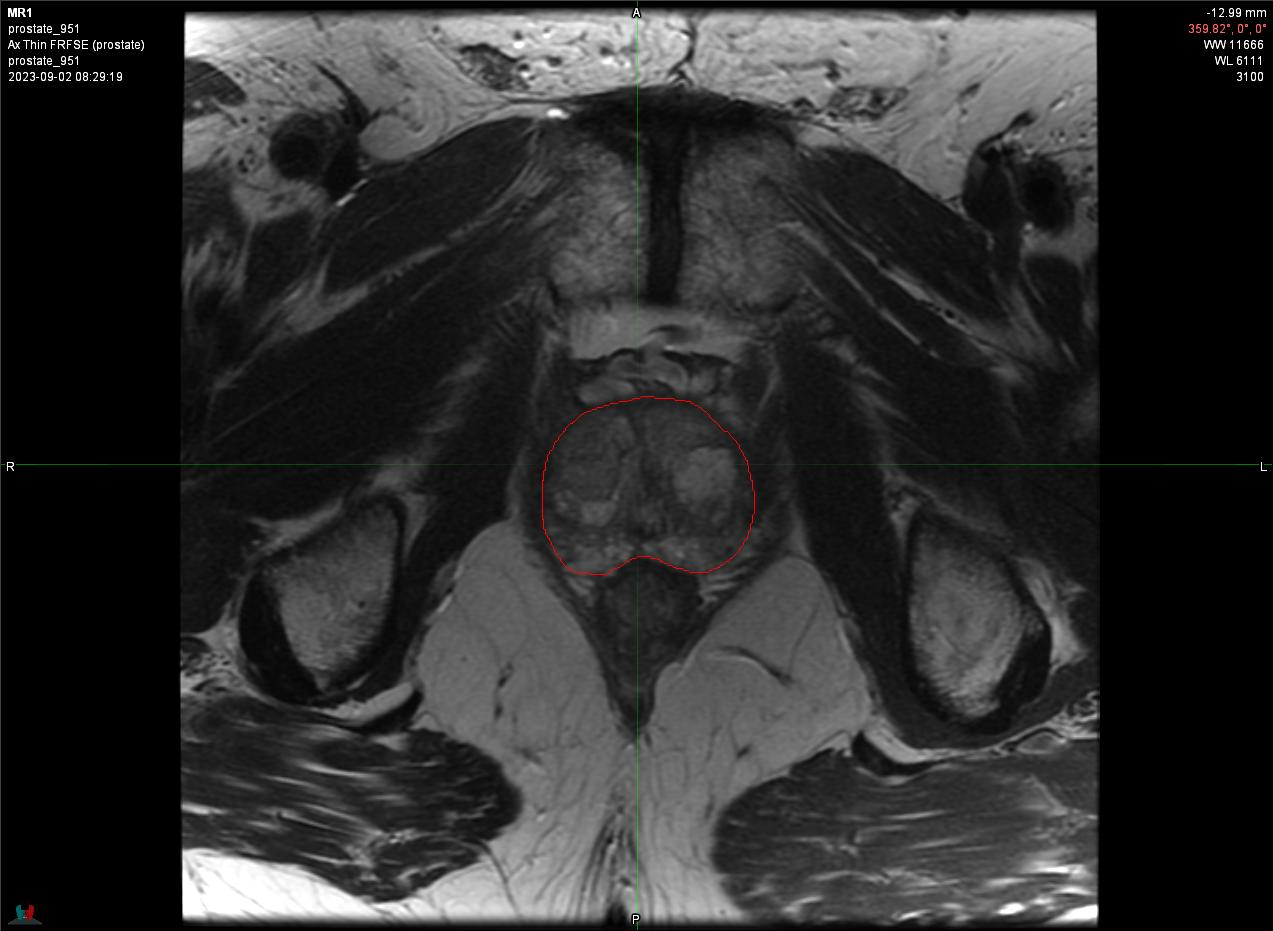 MR1
prostate_951
Ax Thin FRFSE (prostate)
prostate_951
2023-09-02 08:29:19
A
-12.99 mm
359.82°, 0°, 0°
WW 11666
WL 6111
3100
R
L
P